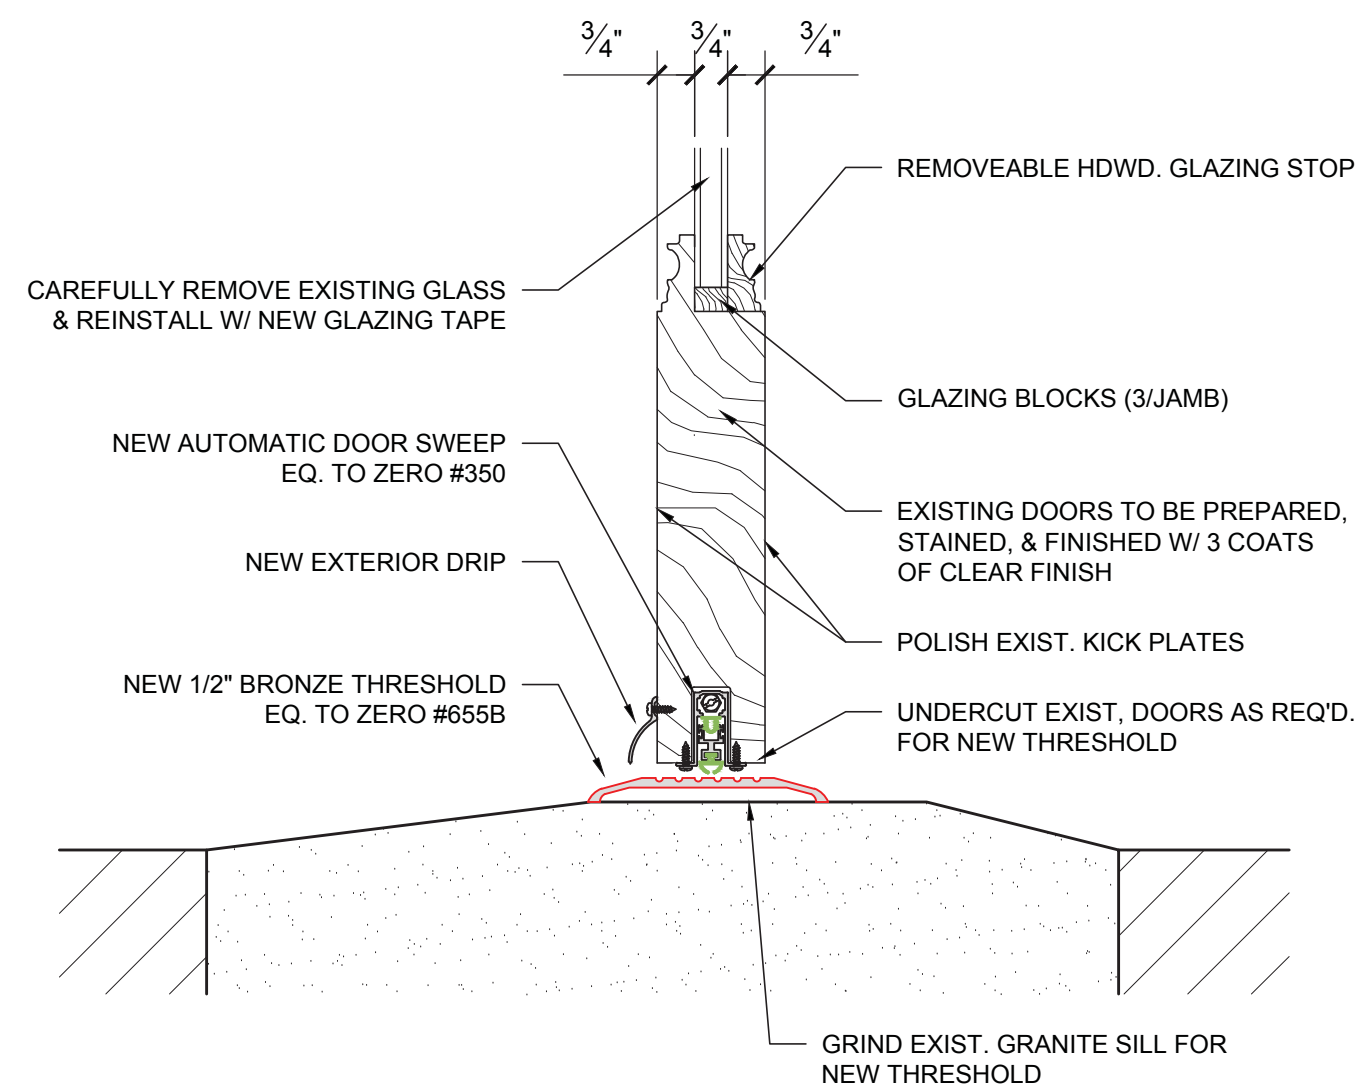 3/4" 3/4" 3/4"
REMOVEABLE HDWD. GLAZING STOP
CAREFULLY REMOVE EXISTING GLASS
& REINSTALL W/ NEW GLAZING TAPE
GLAZING BLOCKS (3/JAMB)
NEW AUTOMATIC DOOR SWEEP
EQ. TO ZERO #350
EXISTING DOORS TO BE PREPARED,
STAINED, & FINISHED W/ 3 COATS
OF CLEAR FINISH
NEW EXTERIOR DRIP
POLISH EXIST. KICK PLATES
NEW 1/2" BRONZE THRESHOLD
EQ. TO ZERO #655B
UNDERCUT EXIST, DOORS AS REQ'D.
FOR NEW THRESHOLD
GRIND EXIST. GRANITE SILL FOR
NEW THRESHOLD